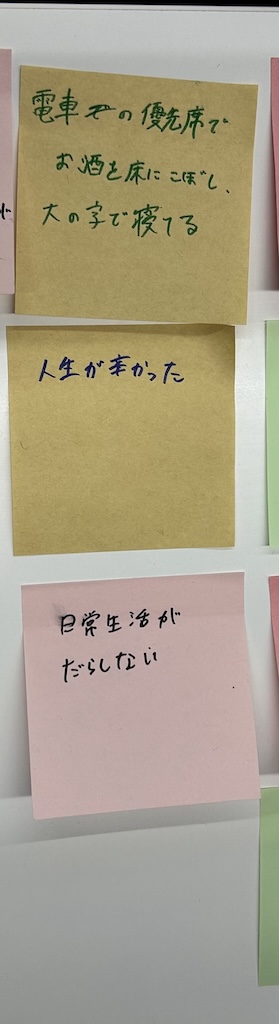 電車の優先席で
お酒を床にこぼし、
大の字で寝てる
人生が辛かった
日常生活が
だらしない